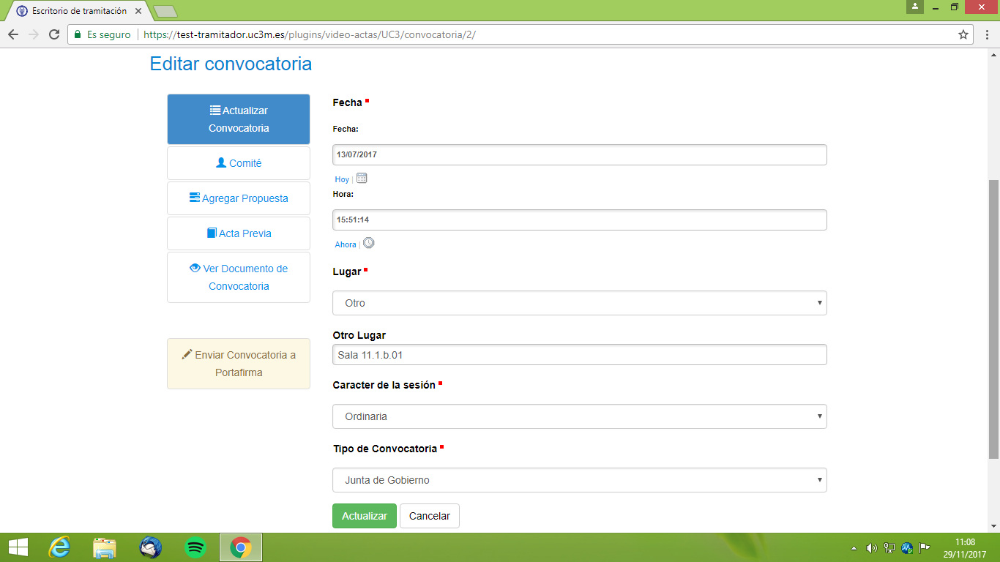 Escritorio de tramitación
Es seguro
https://test-tramitador.uc3m.es/plugins/video-actas/UC3/convocatoria/2/
Editar convocatoria
Actualizar
Convocatoria
Comité
Agregar Propuesta
Acta Previa
Ver Documento de
Convocatoria
Enviar Convocatoria a
Portafirma
Fecha
Fecha:
13/07/2017
Hoy |
Hora:
15:51:14
Ahora |
Lugar
Otro
Otro Lugar
Sala 11.1.b.01
Caracter de la sesión
Ordinaria
Tipo de Convocatoria
Junta de Gobierno
Actualizar
Cancelar
11:08
29/11/2017